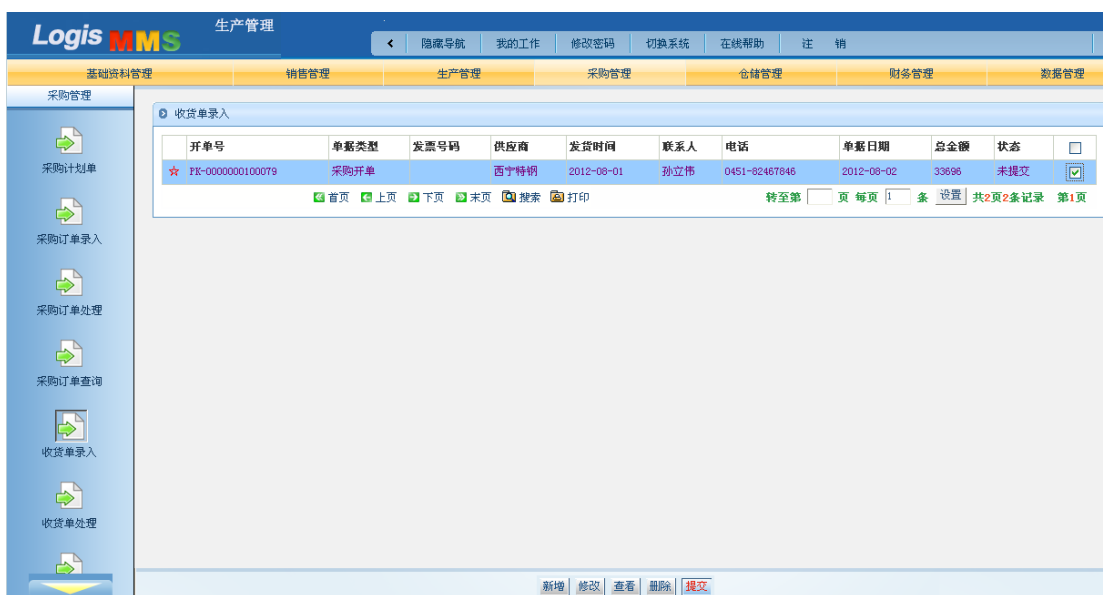 Logis MMS
生产管理
隐藏导航 我的工作 修改密码 切换系统 在线帮助 注 销
基础资料管理 销售管理 生产管理 采购管理 仓储管理 财务管理 数据管理
采购管理
采购计划单
采购订单录入
采购订单处理
采购订单查询
收货单录入
收货单处理
收货单录入
开单号 单据类型 发票号码 供应商 发货时间 联系人 电话 单据日期 总金额 状态
PK-0000000100079 采购开单 西宁特钢 2012-08-01 孙立伟 0451-82467846 2012-08-02 33696 未提交
首页 上页 下页 末页 搜索 打印 转至第 页 每页 1 条 设置 共2页2条记录 第1页
新增 修改 查看 删除 提交